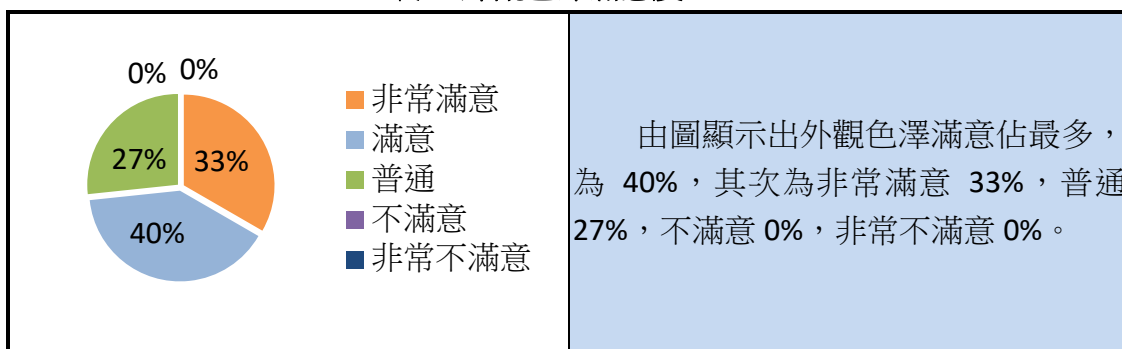 0% 0%
27% 33%
40%
非常滿意
滿意
普通
不滿意
非常不滿意
由圖顯示出外觀色澤滿意佔最多，
為 40%，其次為非常滿意 33%，普通
27%，不滿意 0%，非常不滿意 0%。